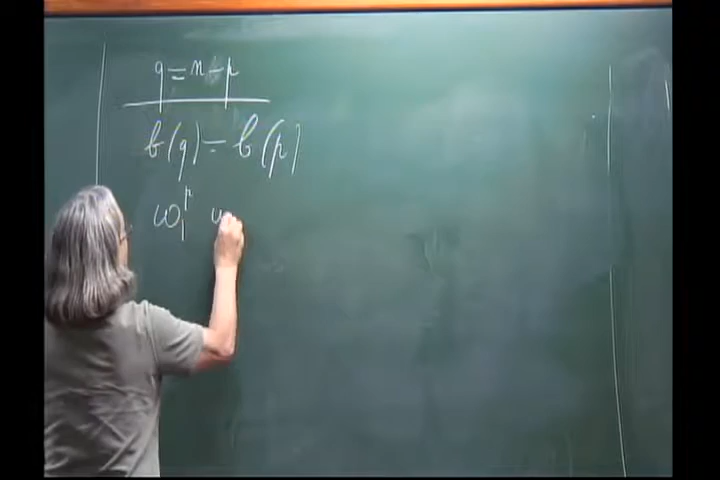 q = n - p
b(q) = b(p)
ω₁ᵖ